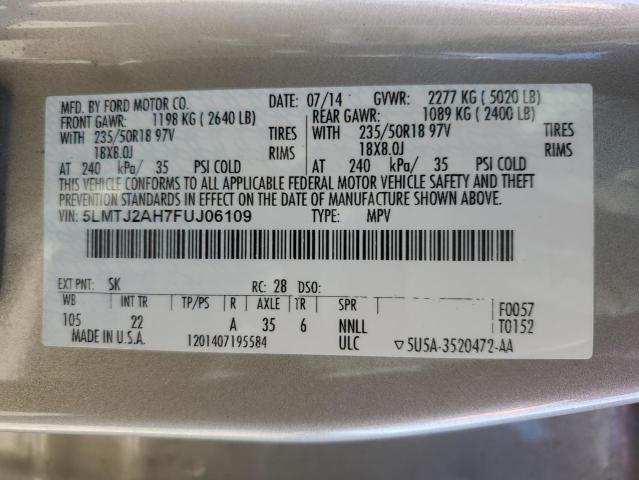 MFD. BY FORD MOTOR CO.
DATE: 07/14 GVWR: 2277 KG ( 5020 LB)
FRONT GAWR: 1198 KG ( 2640 LB)
REAR GAWR: 1089 KG ( 2400 LB)
WITH 235/50R18 97V TIRES
WITH 235/50R18 97V TIRES
18X8.0J RIMS
18X8.0J RIMS
AT 240 kPa/ 35 PSI COLD
AT 240 kPa/ 35 PSI COLD
THIS VEHICLE CONFORMS TO ALL APPLICABLE FEDERAL MOTOR VEHICLE SAFETY AND THEFT
PREVENTION STANDARDS IN EFFECT ON THE DATE OF MANUFACTURE SHOWN ABOVE.
VIN: 5LMTJ2AH7FUJ06109 TYPE: MPV
EXT PNT: SK RC: 28 DSO:
WB INT TR TP/PS R AXLE TR SPR F0057
105 22 A 35 6 NNLL T0152
MADE IN U.S.A. 1201407195584 ULC ▽5U5A-3520472-AA